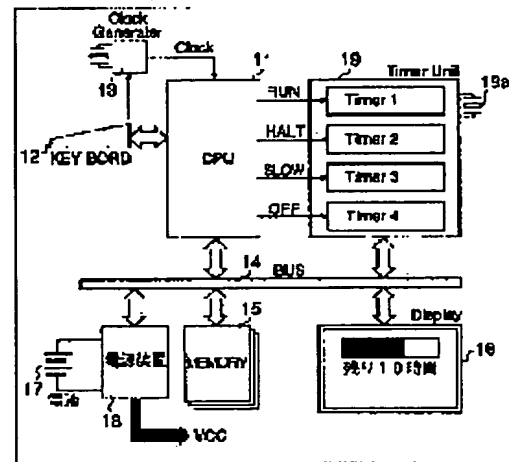 Clock
Generator
Clock
13
11
19
Timer Unit
19a
RUN
Timer 1
HALT
Timer 2
12
KEY BORD
CPU
SLOW
Timer 3
OFF
Timer 4
14
BUS
15
Display
17
電池
電源装置
18
MEMORY
16
残り10時間
VCC